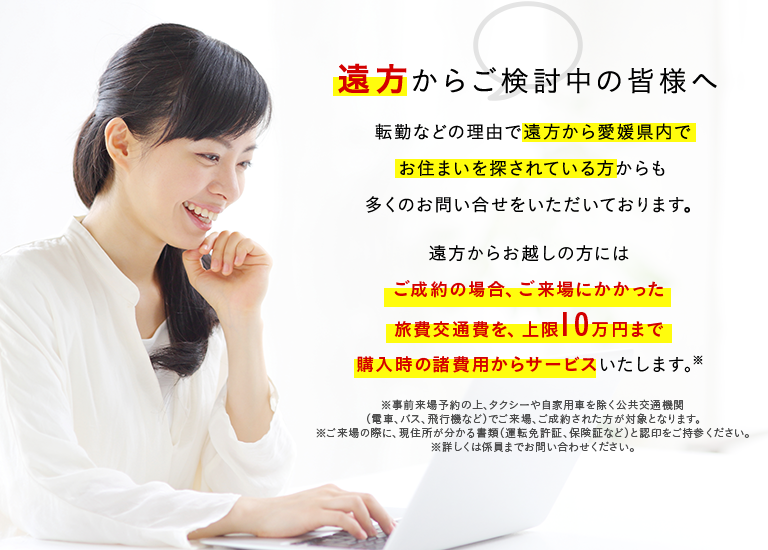 遠方からご検討中の皆様へ
転勤などの理由で遠方から愛媛県内で
お住まいを探されている方からも
多くのお問い合せをいただいております。
遠方からお越しの方には
ご成約の場合、ご来場にかかった
旅費交通費を、上限10万円まで
購入時の諸費用からサービスいたします。※
※事前来場予約の上、タクシーや自家用車を除く公共交通機関
（電車、バス、飛行機など）でご来場、ご成約された方が対象となります。
※ご来場の際に、現住所が分かる書類（運転免許証、保険証など）と認印をご持参ください。
※詳しくは係員までお問い合わせください。